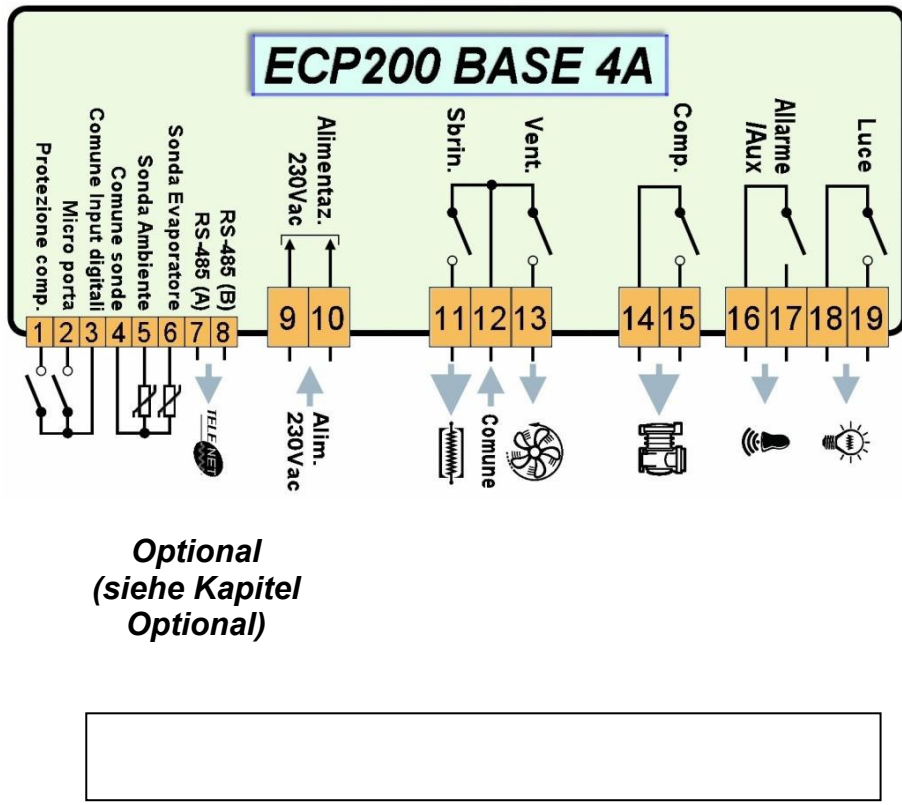 ECP200 BASE 4A
Protezione comp.
Micro porta
Comune Input digitali
Comune sonde
Sonda Ambiente
Sonda Evaporatore
RS-485 (A)
RS-485 (B)
Alimentaz.
230Vac
Sbrin.
Vent.
Comp.
Allarme
/Aux
Luce
1 2 3 4 5 6 7 8 9 10 11 12 13 14 15 16 17 18 19
TELENET
Alim.
230Vac
Comune
Optional
(siehe Kapitel
Optional)